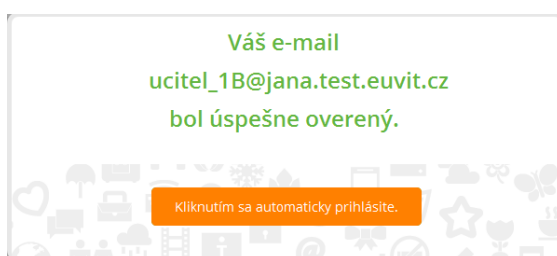 Váš e-mail
ucitel_1B@jana.test.euvit.cz
bol úspešne overený.
Kliknutím sa automaticky prihlásite.